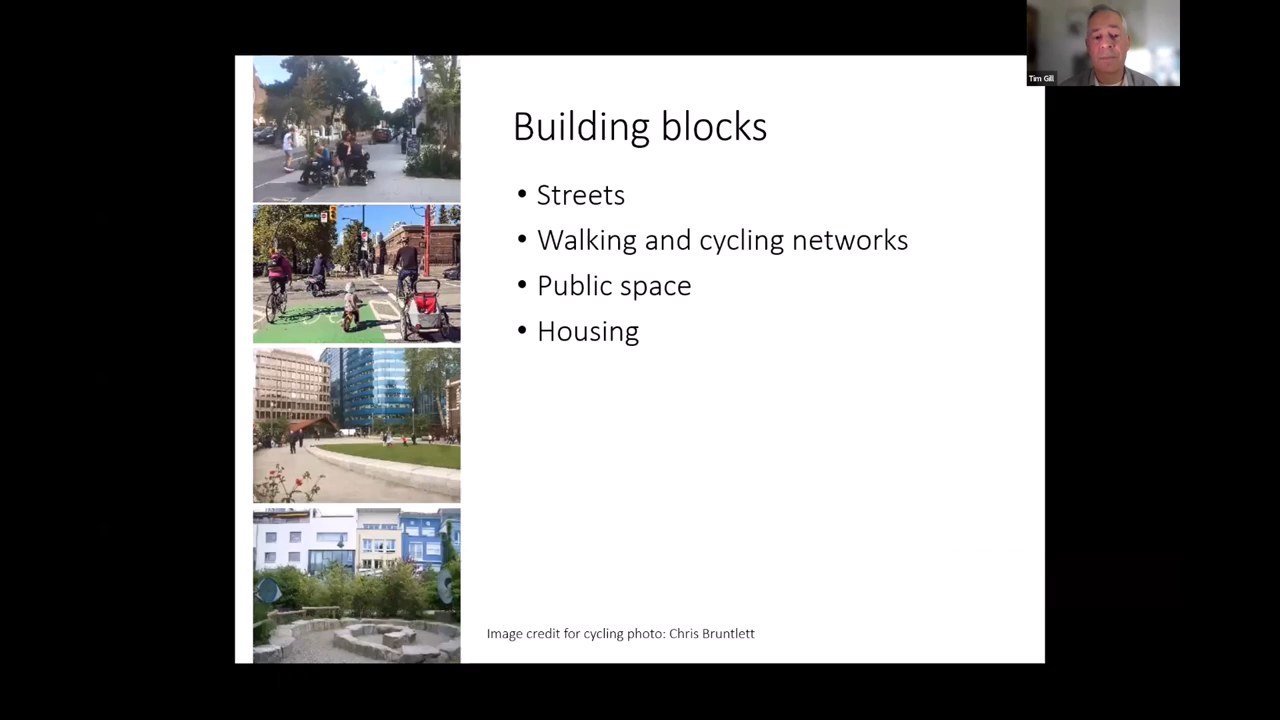 Tim Gill
Building blocks
• Streets
• Walking and cycling networks
• Public space
• Housing
Image credit for cycling photo: Chris Bruntlett